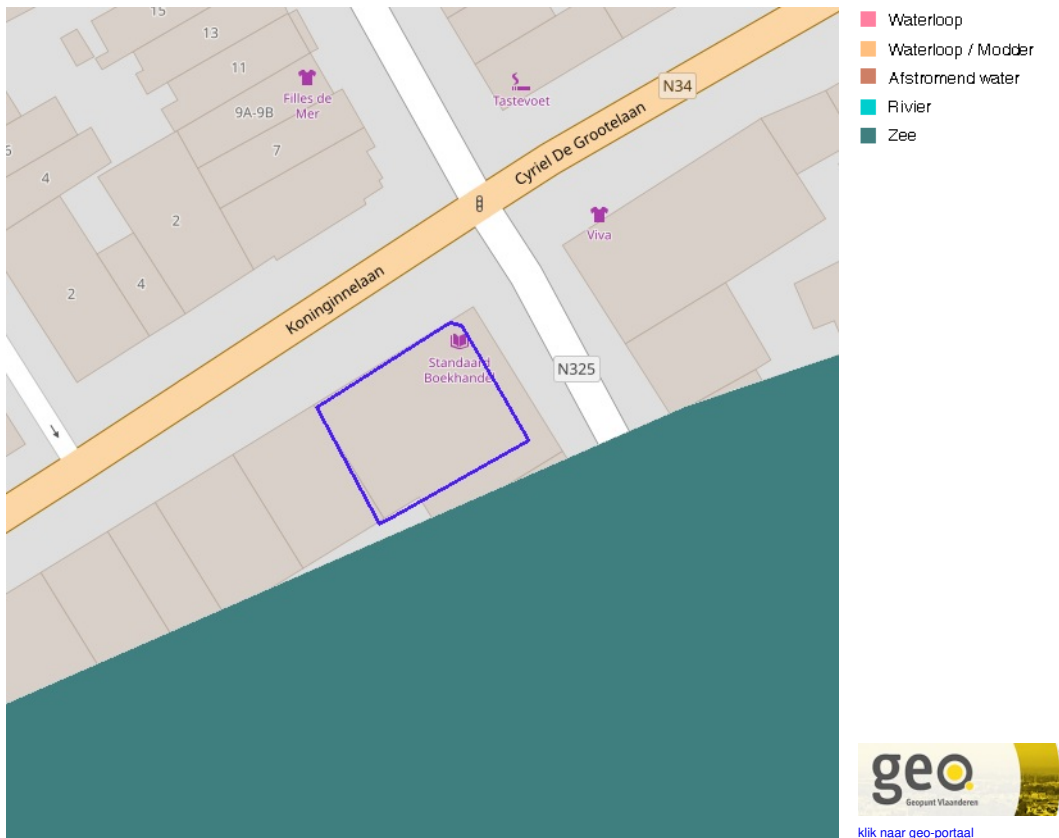 15
13
11
9A-9B
7
Filles de
Mer
Tastevoet
N34
Cyriel De Grootelaan
4
2
4
2
Viva
Koninginnelaan
Standaard
Boekhandel
N325
Waterloop
Waterloop / Modder
Afstromend water
Rivier
Zee
geo.
Geopunt Vlaanderen
klik naar geo-portaal